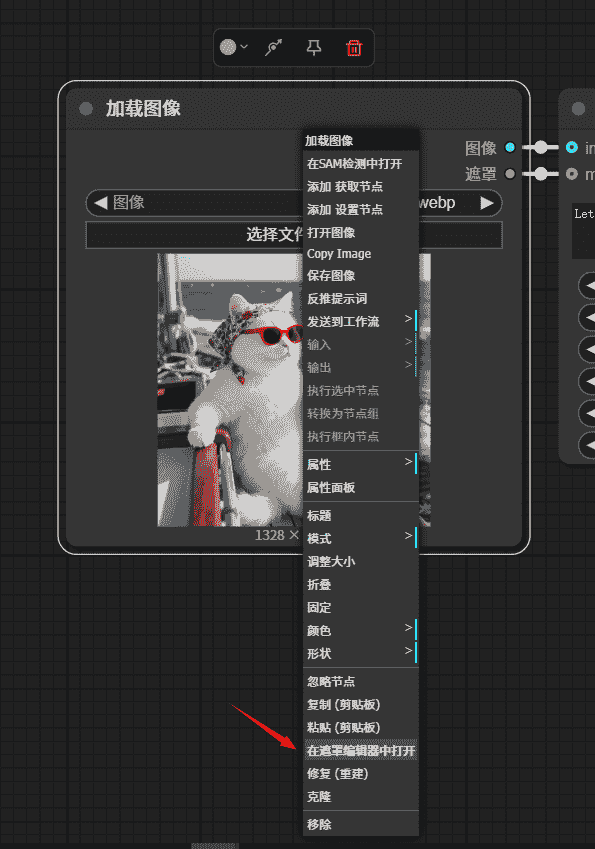 加载图像
图像
遮罩
in
m
图像
webp
Let
选择文件
加载图像
在SAM检测中打开
添加 获取节点
添加 设置节点
打开图像
Copy Image
保存图像
反推提示词
发送到工作流 >
输入 >
输出 >
执行选中节点
转换为节点组
执行框内节点
属性 >
属性面板
标题
模式 >
调整大小
折叠
固定
颜色 >
形状 >
忽略节点
复制 (剪贴板)
粘贴 (剪贴板)
在遮罩编辑器中打开
修复 (重建)
克隆
移除
1328 ×